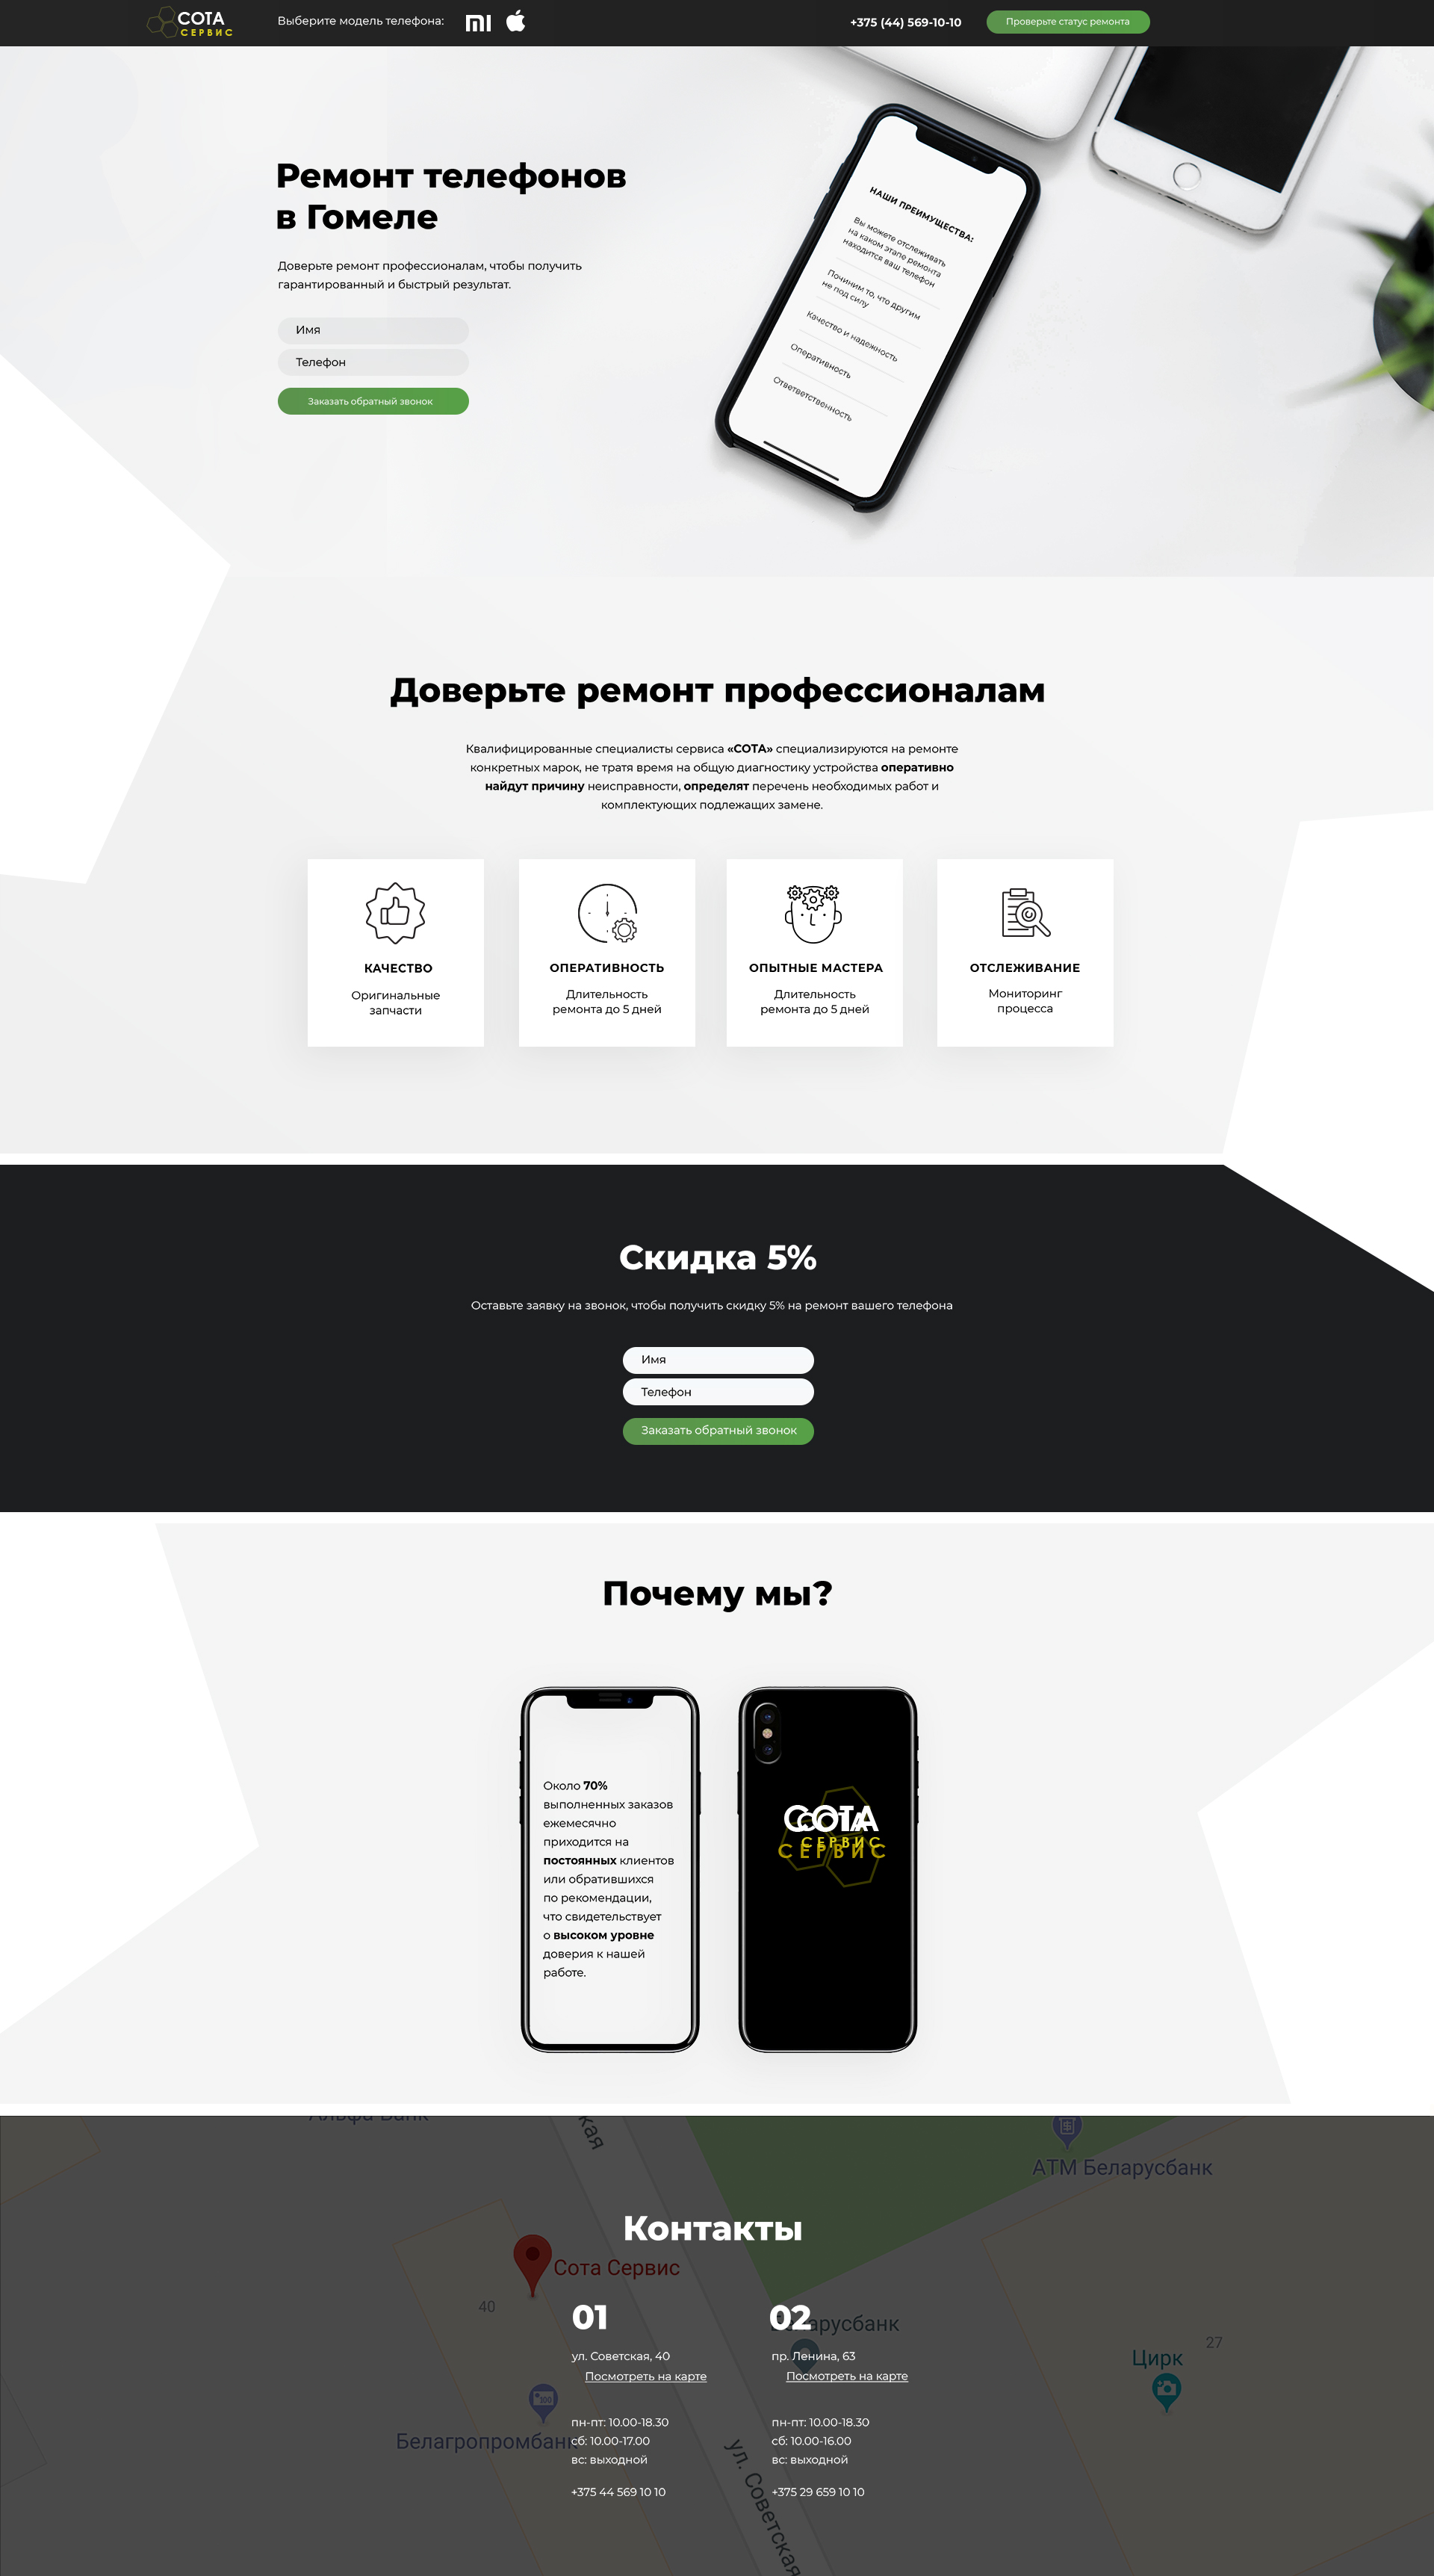 СОТА
СЕРВИС
Выберите модель телефона:
+375 (44) 569-10-10
Проверьте статус ремонта
Ремонт телефонов
в Гомеле
Доверьте ремонт профессионалам, чтобы получить
гарантированный и быстрый результат.
Имя
Телефон
Заказать обратный звонок
НАШИ ПРЕИМУЩЕСТВА:
Вы можете отслеживать
на каком этапе ремонта
находится ваш телефон
Починим то, что другим
не под силу
Качество и надежность
Оперативность
Ответветственность
Доверьте ремонт профессионалам
Квалифицированные специалисты сервиса «СОТА» специализируются на ремонте
конкретных марок, не тратя время на общую диагностику устройства оперативно
найдут причину неисправности, определят перечень необходимых работ и
комплектующих подлежащих замене.
КАЧЕСТВО
Оригинальные
запчасти
ОПЕРАТИВНОСТЬ
Длительность
ремонта до 5 дней
ОПЫТНЫЕ МАСТЕРА
Длительность
ремонта до 5 дней
ОТСЛЕЖИВАНИЕ
Мониторинг
процесса
Скидка 5%
Оставьте заявку на звонок, чтобы получить скидку 5% на ремонт вашего телефона
Имя
Телефон
Заказать обратный звонок
Почему мы?
Около 70%
выполненных заказов
ежемесячно
приходится на
постоянных клиентов
или обратившихся
по рекомендации,
что свидетельствует
о высоком уровне
доверия к нашей
работе.
СОТА
СЕРВИС
СОТА
СЕРВИС
Альфа Банк
кая
АТМ Беларусбанк
Контакты
Сота Сервис
40
01
02
Беларусбанк
27
Цирк
ул. Советская, 40
Посмотреть на карте
пр. Ленина, 63
Посмотреть на карте
100
Белагропромбанк
пн-пт: 10.00-18.30
сб: 10.00-17.00
вс: выходной
+375 44 569 10 10
пн-пт: 10.00-18.30
сб: 10.00-16.00
вс: выходной
+375 29 659 10 10
ул. Советская